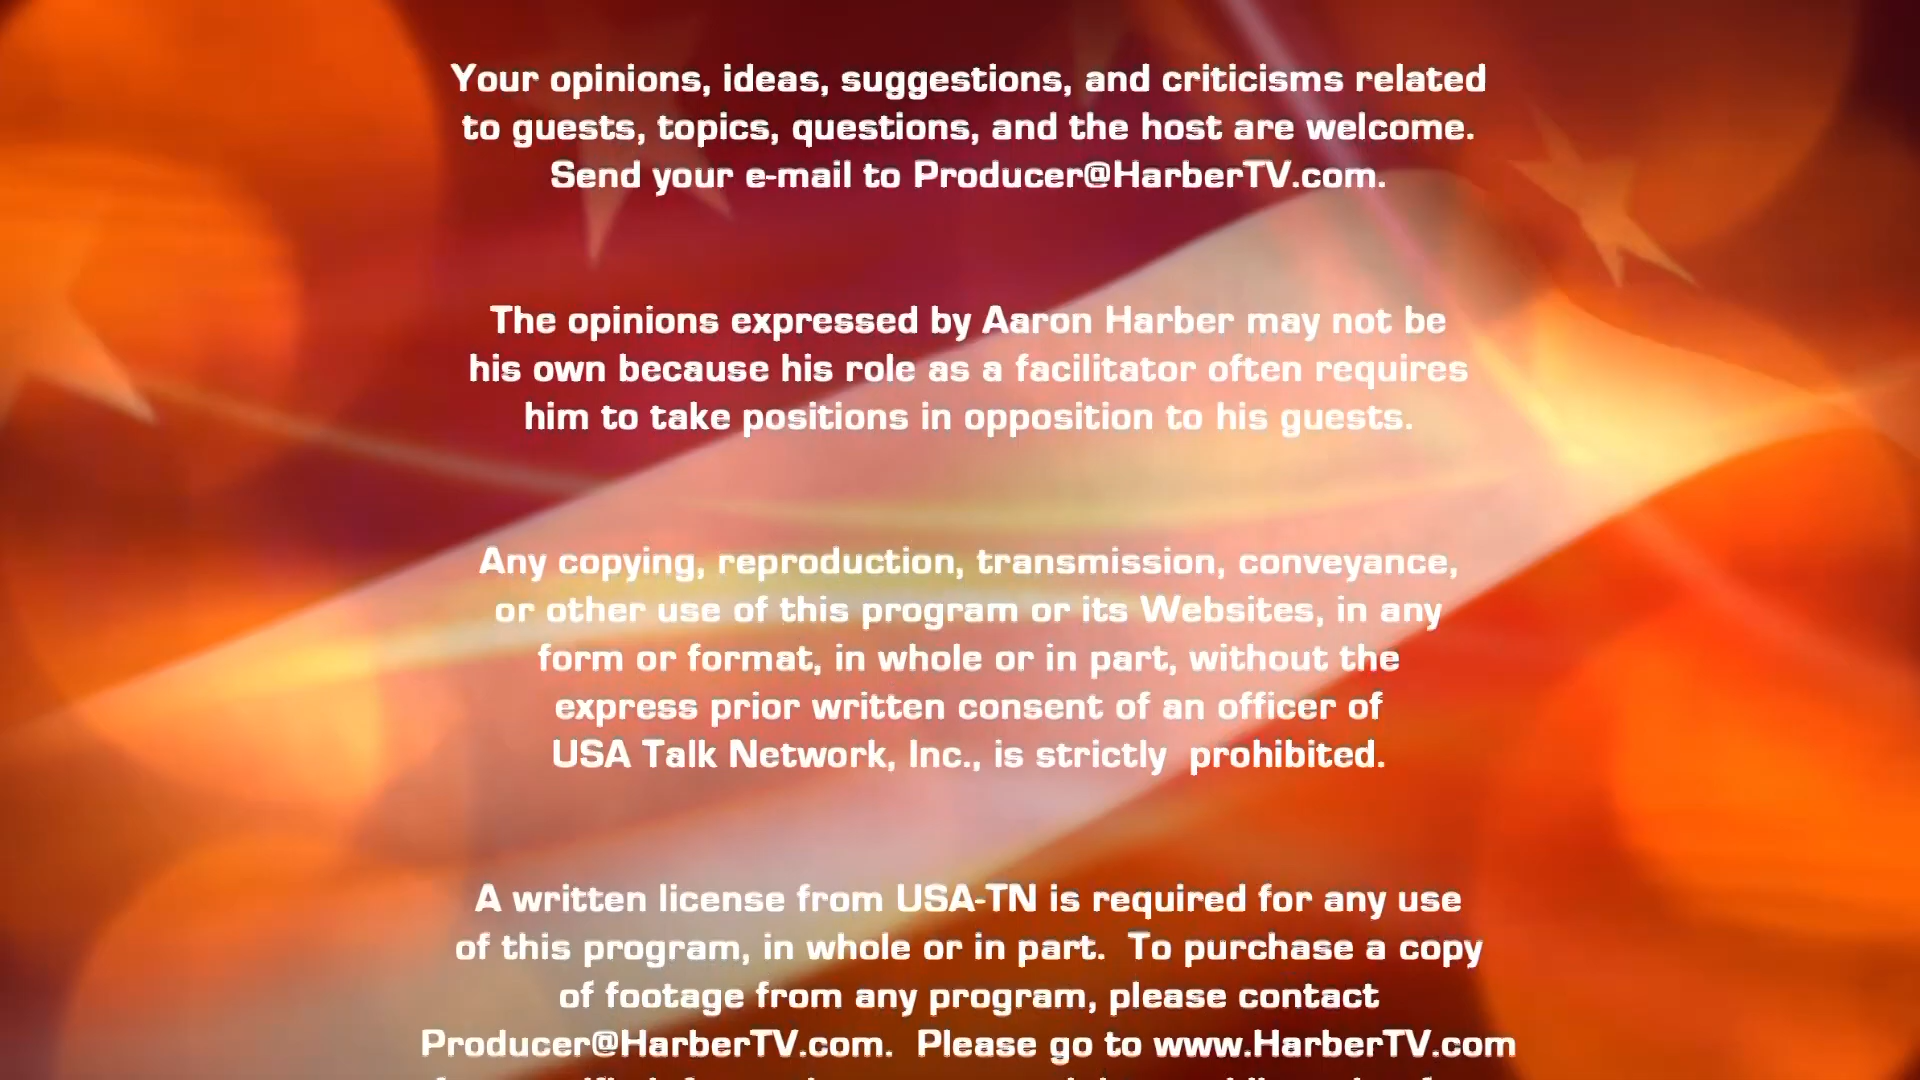 Your opinions, ideas, suggestions, and criticisms related
to guests, topics, questions, and the host are welcome.
Send your e-mail to Producer@HarberTV.com.
The opinions expressed by Aaron Harber may not be
his own because his role as a facilitator often requires
him to take positions in opposition to his guests.
Any copying, reproduction, transmission, conveyance,
or other use of this program or its Websites, in any
form or format, in whole or in part, without the
express prior written consent of an officer of
USA Talk Network, Inc., is strictly  prohibited.
A written license from USA-TN is required for any use
of this program, in whole or in part.  To purchase a copy
of footage from any program, please contact
Producer@HarberTV.com.  Please go to www.HarberTV.com